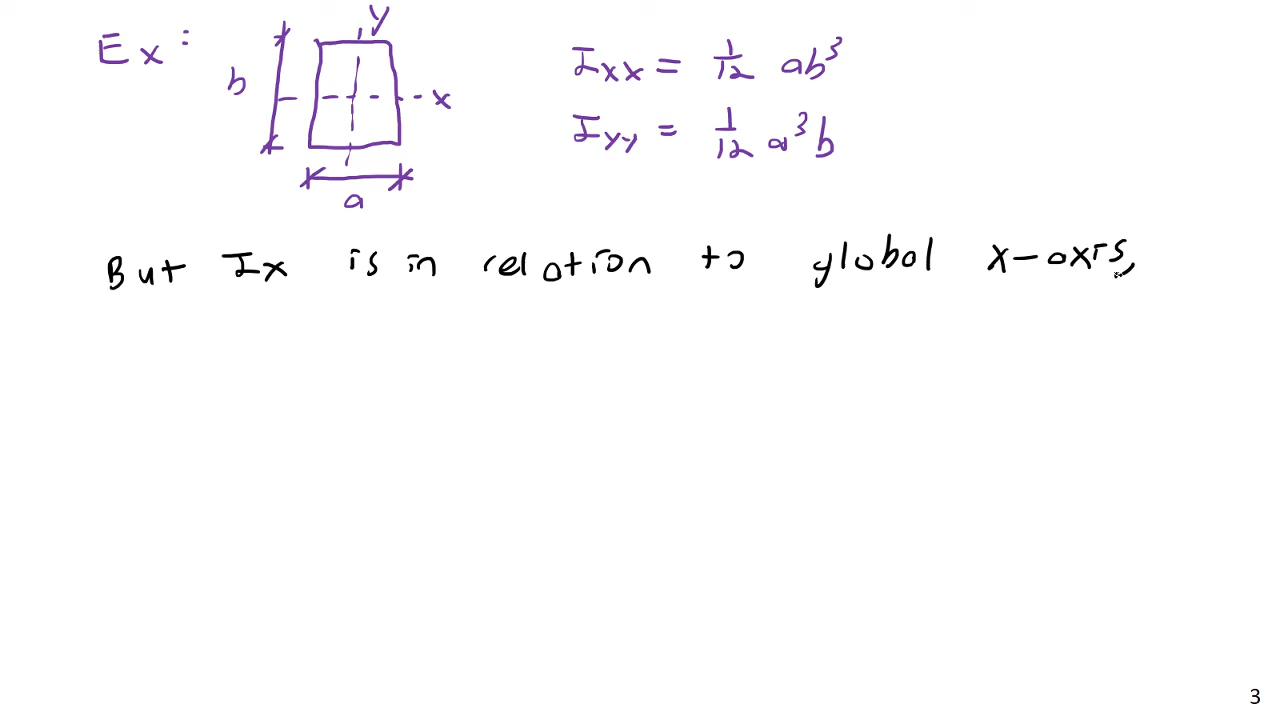 Ex:
y
b
x
a
Ixx = 1/12 ab³
Iyy = 1/12 a³b
But Ix is in relation to global x-axis,
3